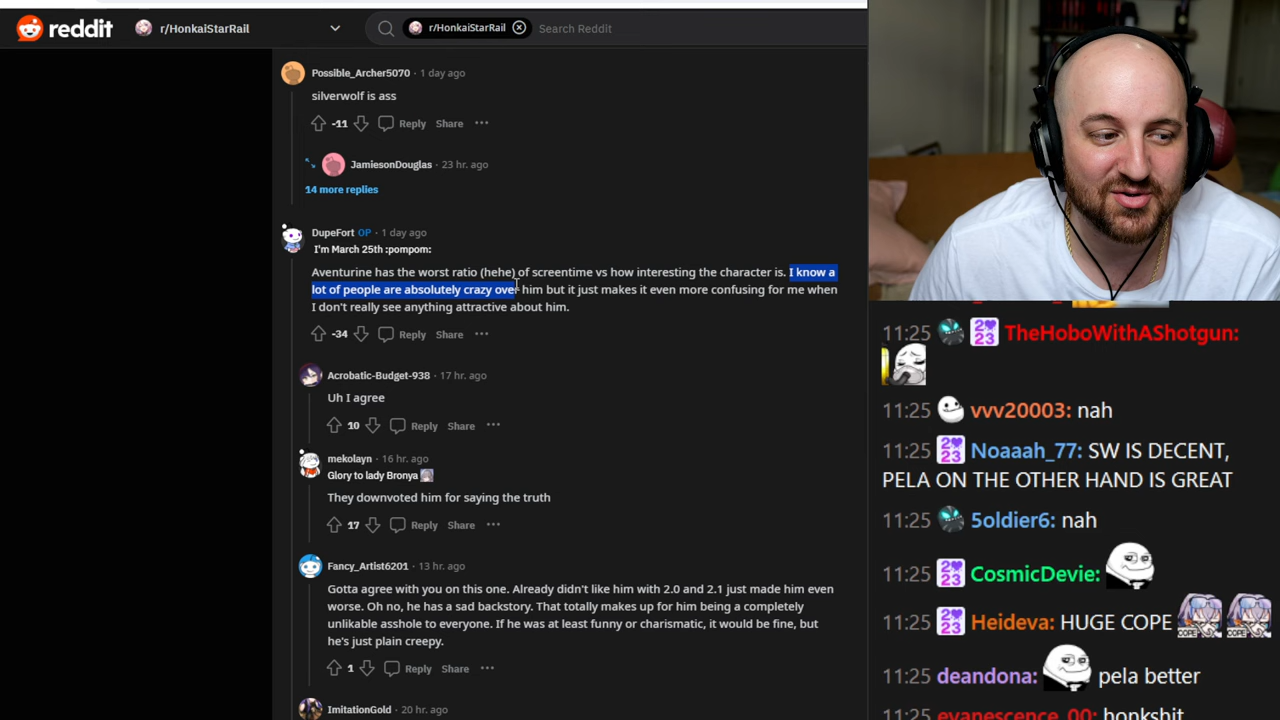 reddit
r/HonkaiStarRail
r/HonkaiStarRail
Search Reddit
Possible_Archer5070 · 1 day ago
silverwolf is ass
-11 Reply Share
JamiesonDouglas · 23 hr. ago
14 more replies
DupeFort OP · 1 day ago
I'm March 25th :pompom:
Aventurine has the worst ratio (hehe) of screentime vs how interesting the character is. I know a
lot of people are absolutely crazy over him but it just makes it even more confusing for me when
I don't really see anything attractive about him.
-34 Reply Share
Acrobatic-Budget-938 · 17 hr. ago
Uh I agree
10 Reply Share
mekolayn · 16 hr. ago
Glory to lady Bronya
They downvoted him for saying the truth
17 Reply Share
Fancy_Artist6201 · 13 hr. ago
Gotta agree with you on this one. Already didn't like him with 2.0 and 2.1 just made him even
worse. Oh no, he has a sad backstory. That totally makes up for him being a completely
unlikable asshole to everyone. If he was at least funny or charismatic, it would be fine, but
he's just plain creepy.
1 Reply Share
ImitationGold · 20 hr. ago
11:25 2023 TheHoboWithAShotgun:
11:25 vvv20003: nah
11:25 2023 Noaaah_77: SW IS DECENT,
PELA ON THE OTHER HAND IS GREAT
11:25 5oldier6: nah
11:25 2023 CosmicDevie:
11:25 2023 Heideva: HUGE COPE COPE COPE
11:25 deandona: pela better
11:25 evanescence_00: honkshit